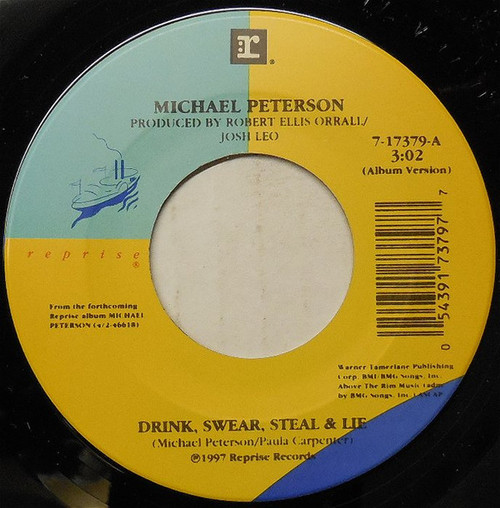 r
®
MICHAEL PETERSON
PRODUCED BY ROBERT ELLIS ORRALL/
JOSH LEO
7-17379-A
3:02
(Album Version)
reprise
®
0 54391 73797 7
From the forthcoming
Reprise album MICHAEL
PETERSON (4/2-46618)
Warner Tamerlane Publishing
Corp. BMI/BMG Songs, Inc.
Above The Rim Music (adm.
by BMG Songs, Inc.) ASCAP
DRINK, SWEAR, STEAL & LIE
(Michael Peterson/Paula Carpenter)
℗1997 Reprise Records